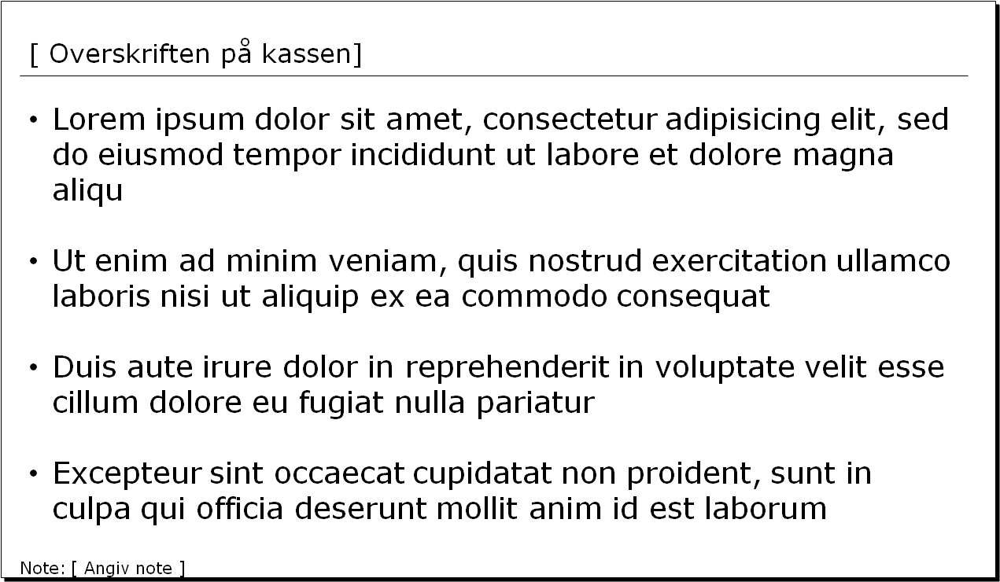 [ Overskriften på kassen]
• Lorem ipsum dolor sit amet, consectetur adipisicing elit, sed
do eiusmod tempor incididunt ut labore et dolore magna
aliqu
• Ut enim ad minim veniam, quis nostrud exercitation ullamco
laboris nisi ut aliquip ex ea commodo consequat
• Duis aute irure dolor in reprehenderit in voluptate velit esse
cillum dolore eu fugiat nulla pariatur
• Excepteur sint occaecat cupidatat non proident, sunt in
culpa qui officia deserunt mollit anim id est laborum
Note: [ Angiv note ]